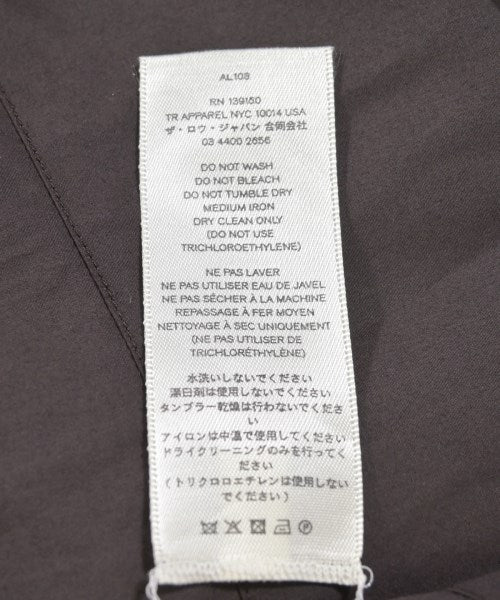 AL103
RN 139150
TR APPAREL NYC 10014 USA
ザ・ロウ・ジャパン 合同会社
03 4400 2656
DO NOT WASH
DO NOT BLEACH
DO NOT TUMBLE DRY
MEDIUM IRON
DRY CLEAN ONLY
(DO NOT USE
TRICHLOROETHYLENE)
NE PAS LAVER
NE PAS UTILISER EAU DE JAVEL
NE PAS SÉCHER À LA MACHINE
REPASSAGE À FER MOYEN
NETTOYAGE À SEC UNIQUEMENT
(NE PAS UTILISER DE
TRICHLORÉTHYLÈNE)
水洗いしないでください
漂白剤は使用しないでください
タンブラー乾燥は行わないでください
アイロンは中温で使用してください
ドライクリーニングのみを行ってく
ださい
(トリクロロエチレンは使用しない
でください)